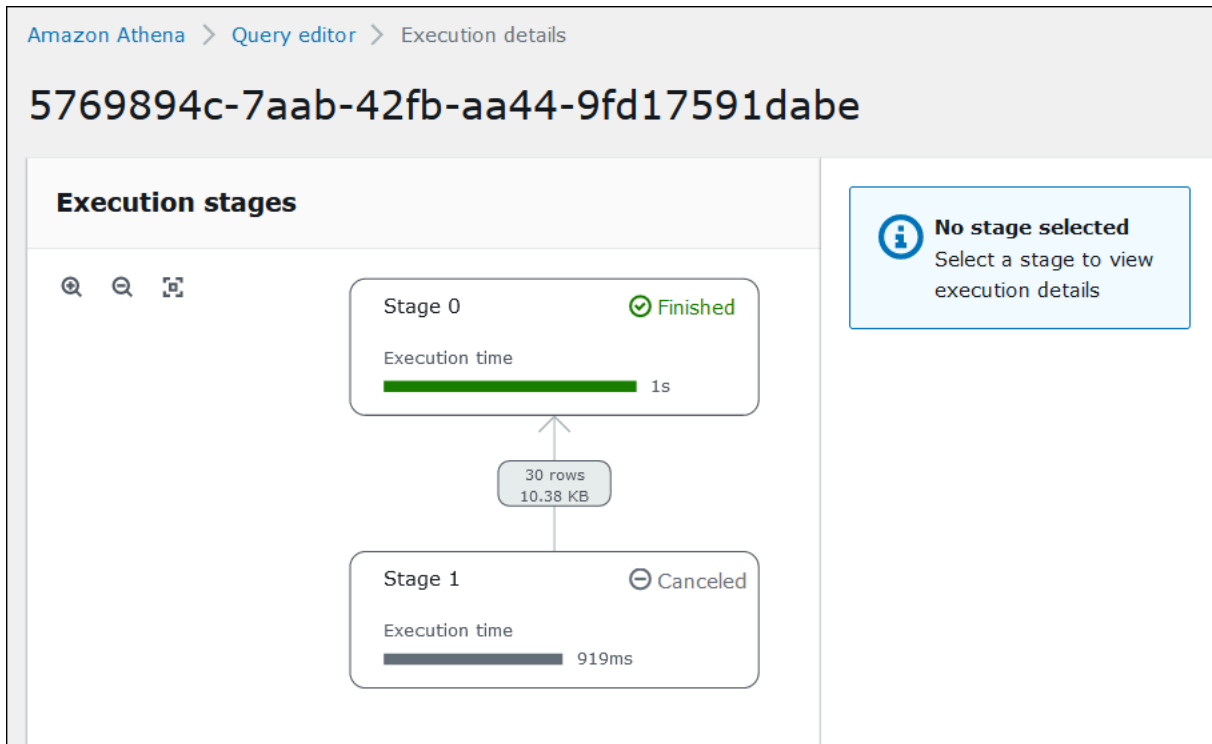 Amazon Athena > Query editor > Execution details
5769894c-7aab-42fb-aa44-9fd17591dabe
Execution stages
No stage selected
Select a stage to view
execution details
Stage 0 Finished
Execution time
1s
30 rows
10.38 KB
Stage 1 Canceled
Execution time
919ms